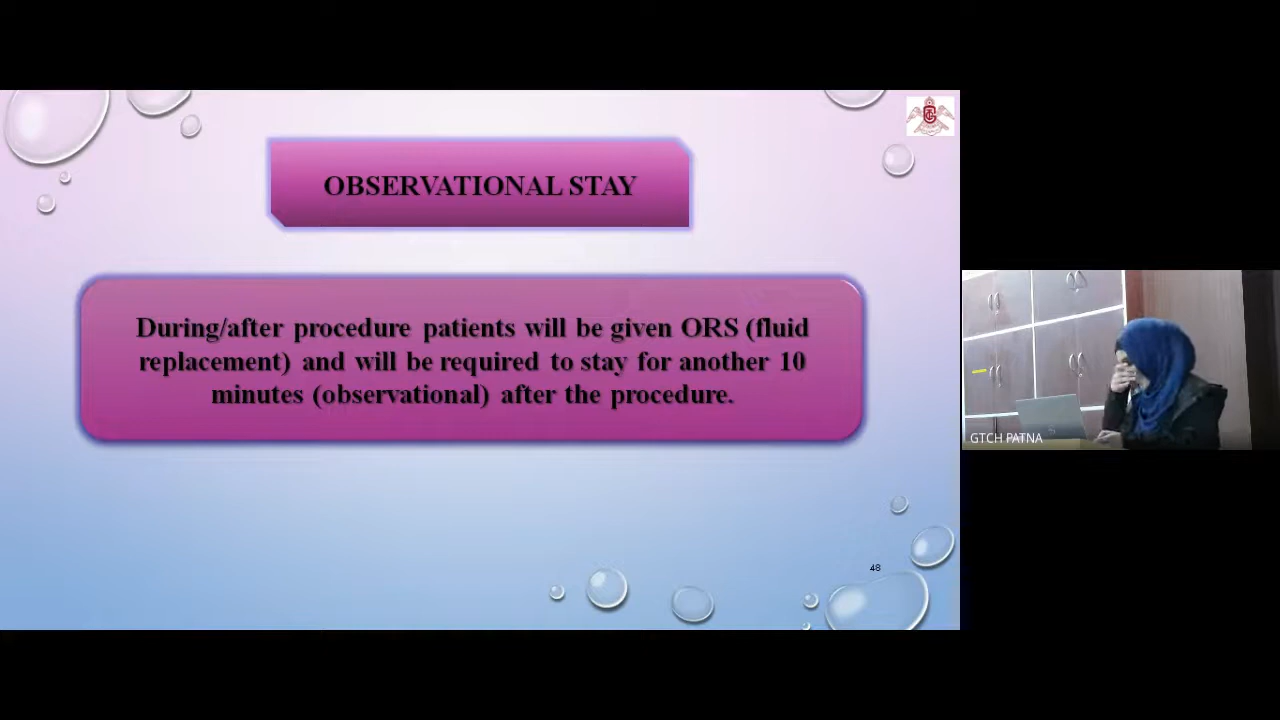 OBSERVATIONAL STAY
During/after procedure patients will be given ORS (fluid
replacement) and will be required to stay for another 10
minutes (observational) after the procedure.
48
GTCH PATNA